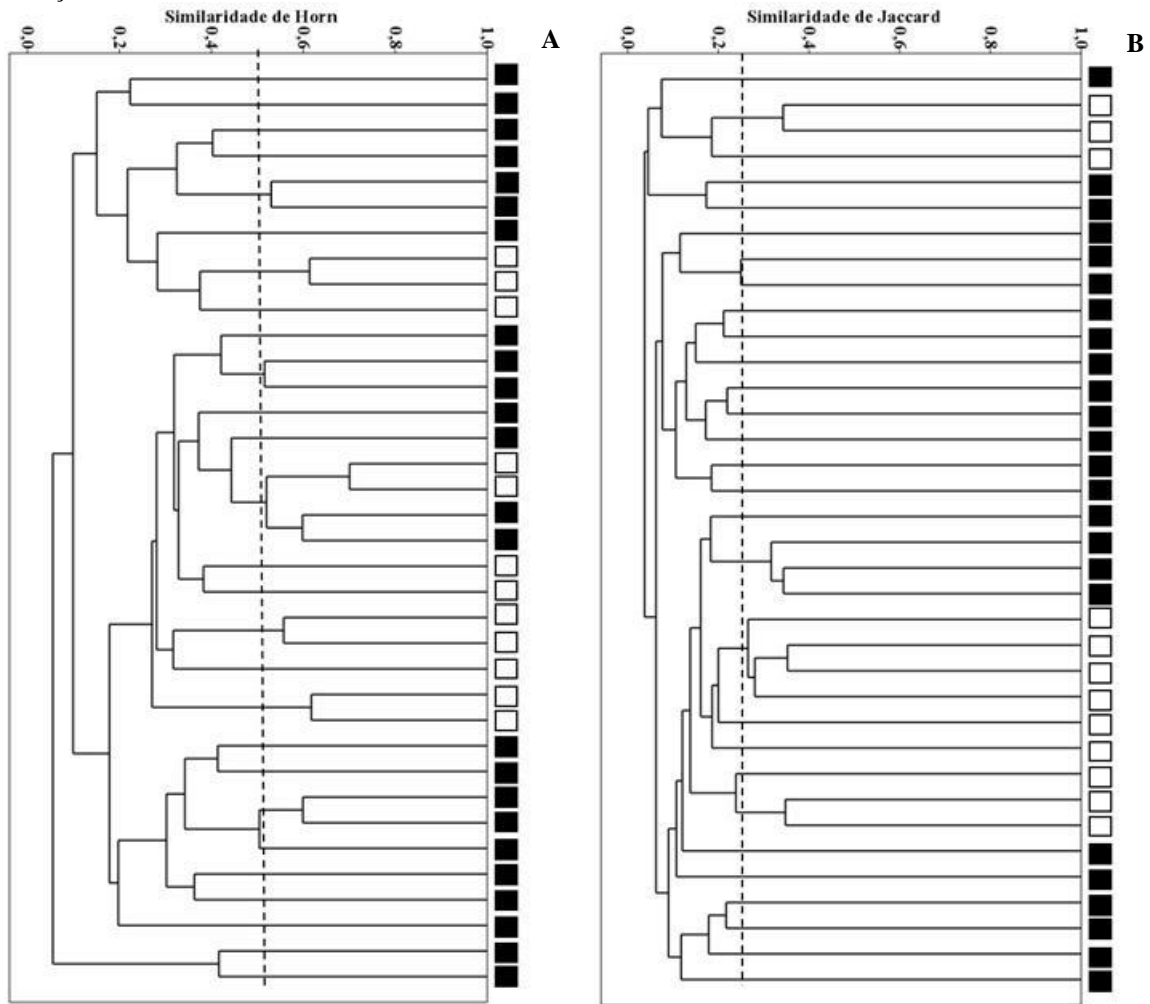 Similaridade de Horn
0,0 0,2 0,4 0,6 0,8 1,0
A
Similaridade de Jaccard
0,0 0,2 0,4 0,6 0,8 1,0
B